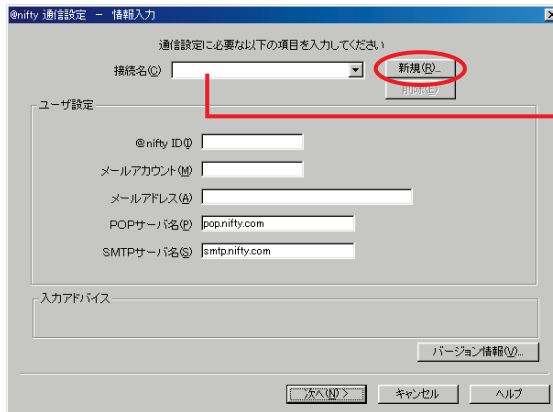 @nifty 通信設定 － 情報入力
通信設定に必要な以下の項目を入力してください
接続名(C)
新規(R)...
削除(E)
ユーザ設定
@nifty ID(I)
メールアカウント(M)
メールアドレス(A)
POPサーバ名(P) pop.nifty.com
SMTPサーバ名(S) smtp.nifty.com
入力アドバイス
バージョン情報(V)...
次へ(N) >
キャンセル
ヘルプ